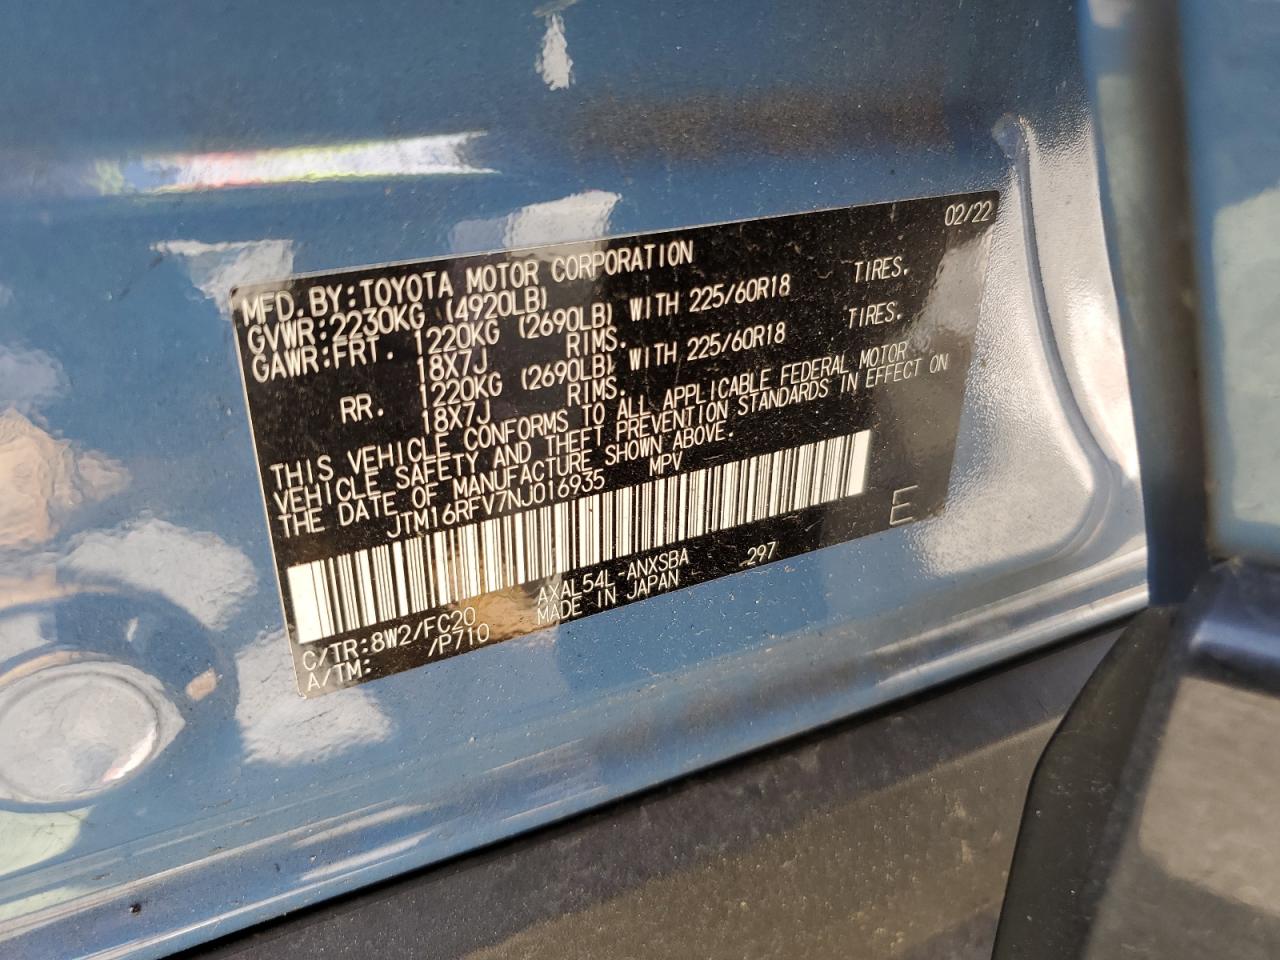 02/22
MFD.BY:TOYOTA MOTOR CORPORATION
GVWR:2230KG (4920LB)
GAWR:FRT. 1220KG (2690LB) WITH 225/60R18 TIRES,
18X7J RIMS.
RR. 1220KG (2690LB) WITH 225/60R18 TIRES,
18X7J RIMS.
THIS VEHICLE CONFORMS TO ALL APPLICABLE FEDERAL MOTOR
VEHICLE SAFETY AND THEFT PREVENTION STANDARDS IN EFFECT ON
THE DATE OF MANUFACTURE SHOWN ABOVE.
JTM16RFV7NJ016935 MPV
E
C/TR:8W2/FC20 AXAL54L-ANXSBA 297
A/TM: /P710 MADE IN JAPAN